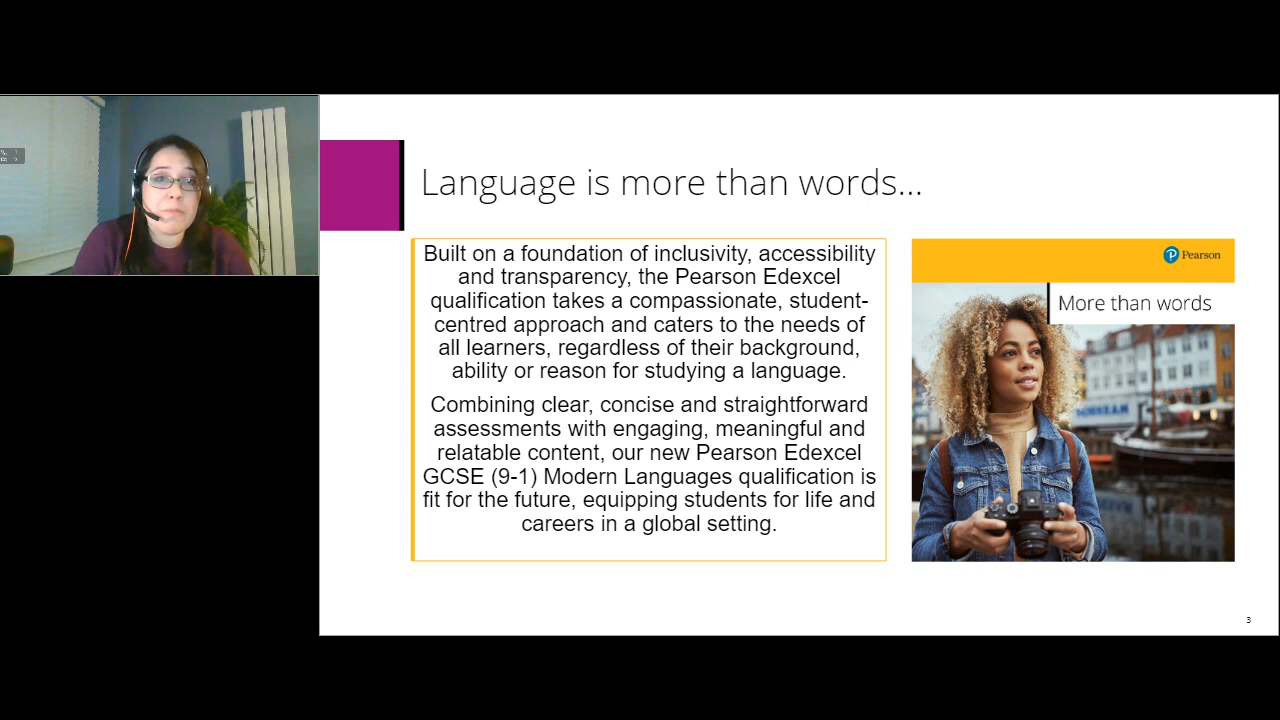 Language is more than words...
Built on a foundation of inclusivity, accessibility
and transparency, the Pearson Edexcel
qualification takes a compassionate, student-
centred approach and caters to the needs of
all learners, regardless of their background,
ability or reason for studying a language.
Combining clear, concise and straightforward
assessments with engaging, meaningful and
relatable content, our new Pearson Edexcel
GCSE (9-1) Modern Languages qualification is
fit for the future, equipping students for life and
careers in a global setting.
Pearson
More than words
3